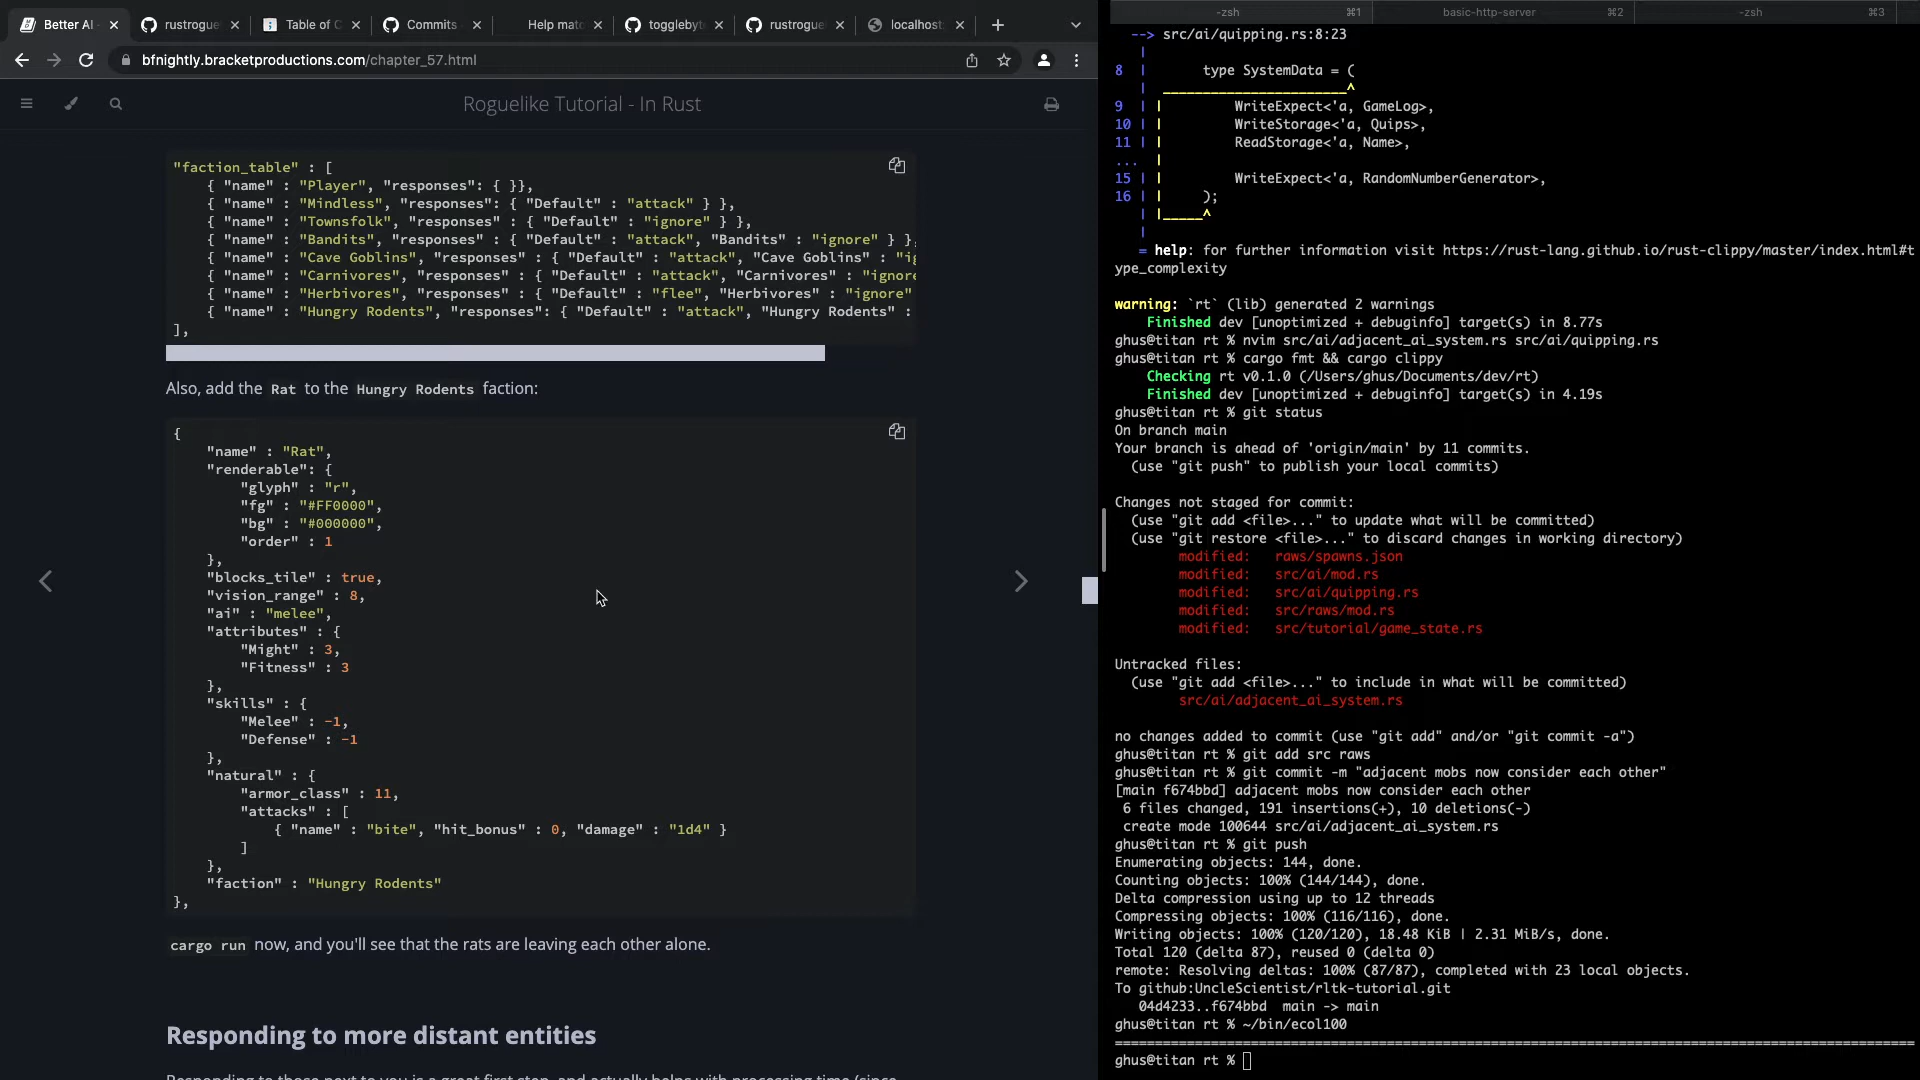 Better AI
rustrogue
Table of C
Commits
Help mat
togglebyt
rustrogue
localhost:
bfnightly.bracketproductions.com/chapter_57.html
Roguelike Tutorial - In Rust
"faction_table" : [
{ "name" : "Player", "responses": { }},
{ "name" : "Mindless", "responses": { "Default" : "attack" } },
{ "name" : "Townsfolk", "responses" : { "Default" : "ignore" } },
{ "name" : "Bandits", "responses" : { "Default" : "attack", "Bandits" : "ignore" } },
{ "name" : "Cave Goblins", "responses" : { "Default" : "attack", "Cave Goblins" : "ig
{ "name" : "Carnivores", "responses" : { "Default" : "attack", "Carnivores" : "ignore
{ "name" : "Herbivores", "responses" : { "Default" : "flee", "Herbivores" : "ignore"
{ "name" : "Hungry Rodents", "responses": { "Default" : "attack", "Hungry Rodents" :
],
Also, add the Rat to the Hungry Rodents faction:
{
"name" : "Rat",
"renderable": {
"glyph" : "r",
"fg" : "#FF0000",
"bg" : "#000000",
"order" : 1
},
"blocks_tile" : true,
"vision_range" : 8,
"ai" : "melee",
"attributes" : {
"Might" : 3,
"Fitness" : 3
},
"skills" : {
"Melee" : -1,
"Defense" : -1
},
"natural" : {
"armor_class" : 11,
"attacks" : [
{ "name" : "bite", "hit_bonus" : 0, "damage" : "1d4" }
]
},
"faction" : "Hungry Rodents"
},
cargo run now, and you'll see that the rats are leaving each other alone.
Responding to more distant entities
-zsh ⌘1 basic-http-server ⌘2 -zsh ⌘3
--> src/ai/quipping.rs:8:23
|
8 | type SystemData = (
| _______________________^
9 | | WriteExpect<'a, GameLog>,
10 | | WriteStorage<'a, Quips>,
11 | | ReadStorage<'a, Name>,
... |
15 | | WriteExpect<'a, RandomNumberGenerator>,
16 | | );
| |_____^
|
= help: for further information visit https://rust-lang.github.io/rust-clippy/master/index.html#t
ype_complexity
warning: `rt` (lib) generated 2 warnings
Finished dev [unoptimized + debuginfo] target(s) in 8.77s
ghus@titan rt % nvim src/ai/adjacent_ai_system.rs src/ai/quipping.rs
ghus@titan rt % cargo fmt && cargo clippy
Checking rt v0.1.0 (/Users/ghus/Documents/dev/rt)
Finished dev [unoptimized + debuginfo] target(s) in 4.19s
ghus@titan rt % git status
On branch main
Your branch is ahead of 'origin/main' by 11 commits.
(use "git push" to publish your local commits)
Changes not staged for commit:
(use "git add <file>..." to update what will be committed)
(use "git restore <file>..." to discard changes in working directory)
modified: raws/spawns.json
modified: src/ai/mod.rs
modified: src/ai/quipping.rs
modified: src/raws/mod.rs
modified: src/tutorial/game_state.rs
Untracked files:
(use "git add <file>..." to include in what will be committed)
src/ai/adjacent_ai_system.rs
no changes added to commit (use "git add" and/or "git commit -a")
ghus@titan rt % git add src raws
ghus@titan rt % git commit -m "adjacent mobs now consider each other"
[main f674bbd] adjacent mobs now consider each other
6 files changed, 191 insertions(+), 10 deletions(-)
create mode 100644 src/ai/adjacent_ai_system.rs
ghus@titan rt % git push
Enumerating objects: 144, done.
Counting objects: 100% (144/144), done.
Delta compression using up to 12 threads
Compressing objects: 100% (116/116), done.
Writing objects: 100% (120/120), 18.48 KiB | 2.31 MiB/s, done.
Total 120 (delta 87), reused 0 (delta 0)
remote: Resolving deltas: 100% (87/87), completed with 23 local objects.
To github:UncleScientist/rltk-tutorial.git
04d4233..f674bbd main -> main
ghus@titan rt % ~/bin/ecol100
====================================================================================================
ghus@titan rt %